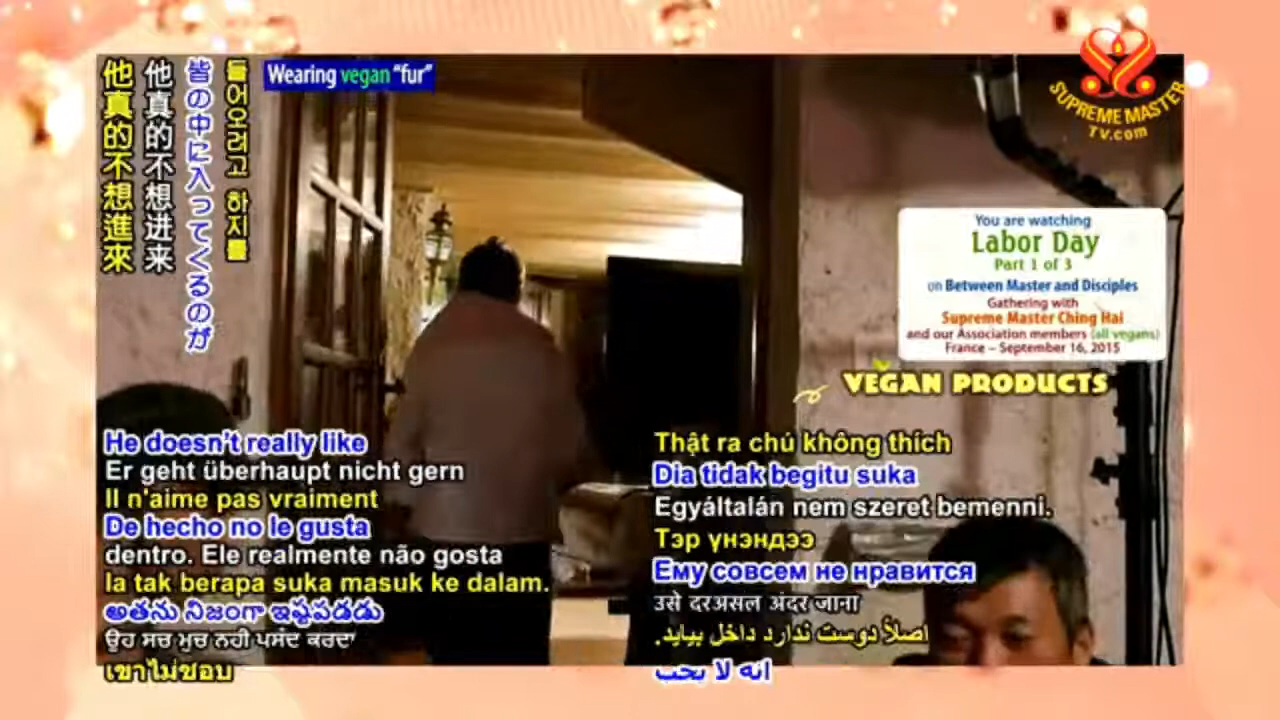 他真的不想進來
他真的不想进来
皆の中に入ってくるのが
들어오려고 하지를
Wearing vegan “fur”
SUPREME MASTER
TV.com
You are watching
Labor Day
Part 1 of 3
on Between Master and Disciples
Gathering with
Supreme Master Ching Hai
and our Association members (all vegans)
France – September 16, 2015
VEGAN PRODUCTS
He doesn't really like
Er geht überhaupt nicht gern
Il n'aime pas vraiment
De hecho no le gusta
dentro. Ele realmente não gosta
Ia tak berapa suka masuk ke dalam.
అతను నిజంగా ఇష్టపడడు
ਉਹ ਸਚ ਮੁਚ ਨਹੀ ਪਸੰਦ ਕਰਦਾ
เขาไม่ชอบ
Thật ra chú không thích
Dia tidak begitu suka
Egyáltalán nem szeret bemenni.
Тэр үнэндээ
Ему совсем не нравится
उसे दरअसल अंदर जाना
اصلاً دوست ندارد داخل بیاید.
انه لا يحب